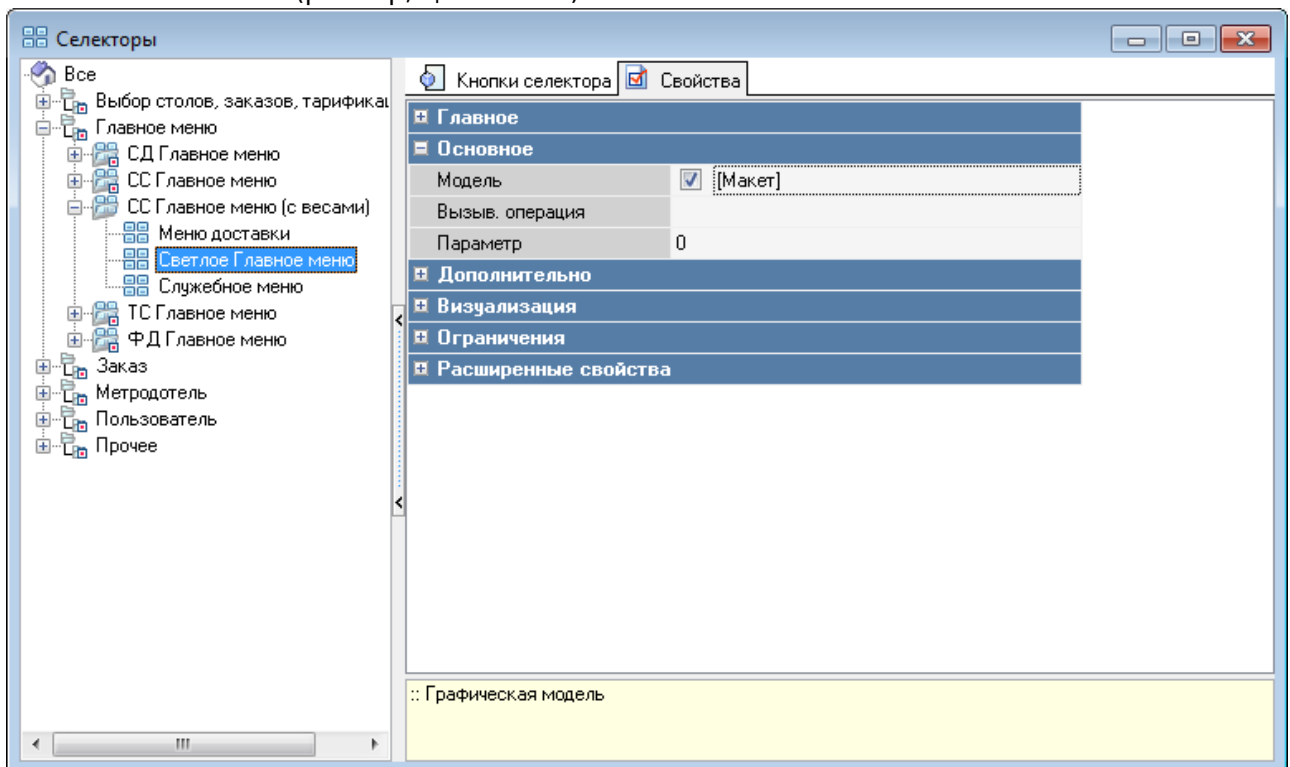 Селекторы
Все
Выбор столов, заказов, тарификац
Главное меню
СД Главное меню
СС Главное меню
СС Главное меню (с весами)
Меню доставки
Светлое Главное меню
Служебное меню
ТС Главное меню
ФД Главное меню
Заказ
Метродотель
Пользователь
Прочее
Кнопки селектора
Свойства
Главное
Основное
Модель [Макет]
Вызыв. операция
Параметр 0
Дополнительно
Визуализация
Ограничения
Расширенные свойства
:: Графическая модель